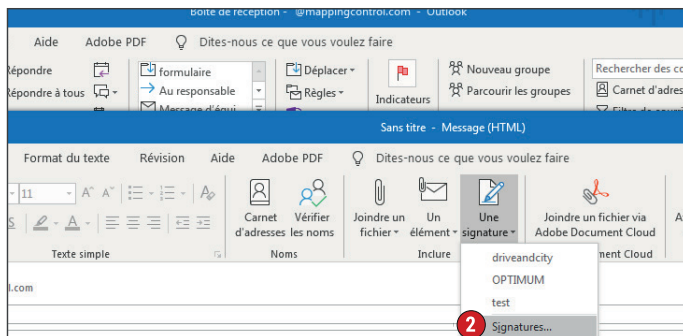 Boîte de réception - @mappingcontrol.com - Outlook
Aide Adobe PDF Dites-nous ce que vous voulez faire
Répondre formulaire Déplacer Nouveau groupe Rechercher des co
Répondre à tous Au responsable Règles Indicateurs Parcourir les groupes Carnet d'adres
Message d'équi
Sans titre - Message (HTML)
Format du texte Révision Aide Adobe PDF Dites-nous ce que vous voulez faire
11 A A
S A Carnet d'adresses Vérifier les noms Joindre un fichier Un élément Une signature Joindre un fichier via Adobe Document Cloud
Texte simple Noms Inclure ment Cloud
driveandcity
l.com OPTIMUM
test
2 Signatures...